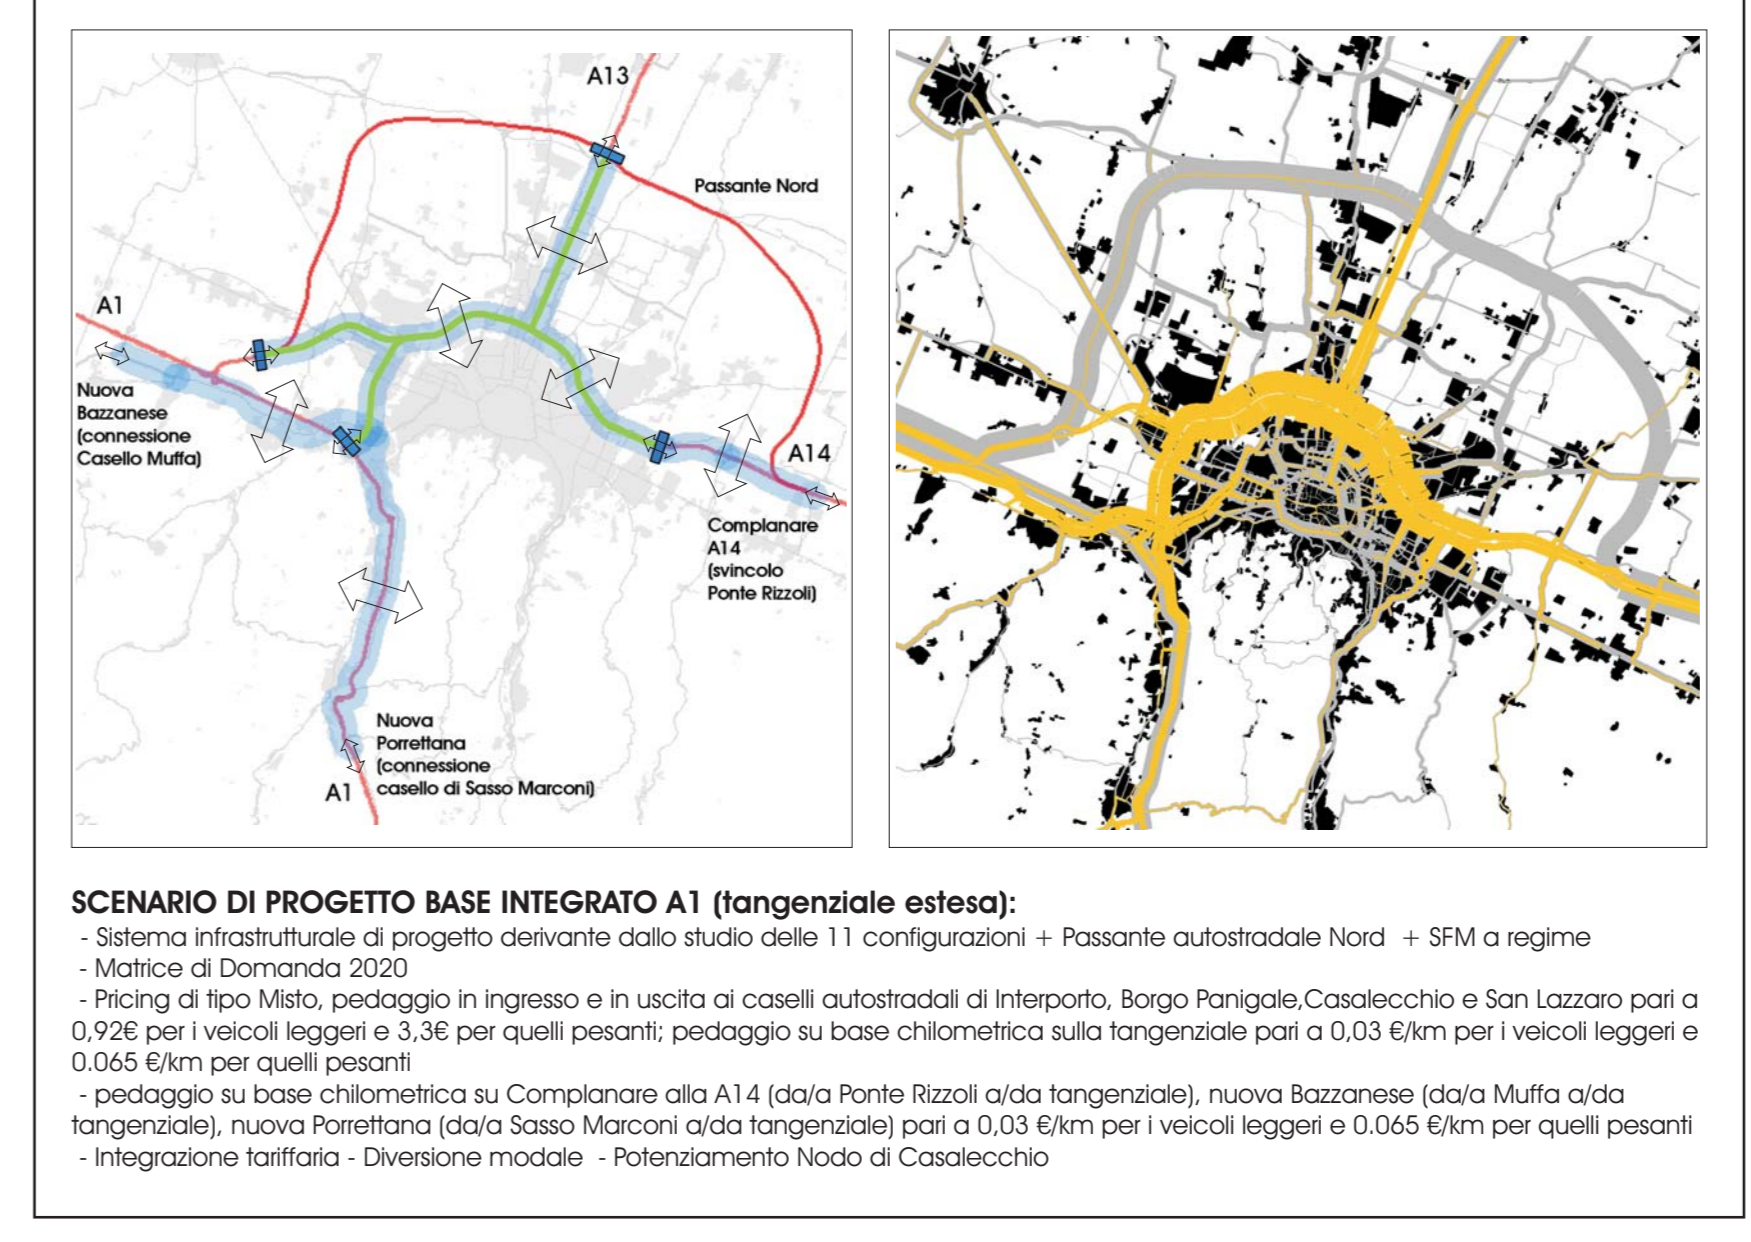 A13
Passante Nord
A1
Nuova
Bazzanese
(connessione
Casello Muffa)
A14
Complanare
A14
(svincolo
Ponte Rizzoli)
Nuova
Porrettana
(connessione
casello di Sasso Marconi)
A1
SCENARIO DI PROGETTO BASE INTEGRATO A1 (tangenziale estesa):
- Sistema infrastrutturale di progetto derivante dallo studio delle 11 configurazioni + Passante autostradale Nord + SFM a regime
- Matrice di Domanda 2020
- Pricing di tipo Misto, pedaggio in ingresso e in uscita ai caselli autostradali di Interporto, Borgo Panigale,Casalecchio e San Lazzaro pari a
0,92€ per i veicoli leggeri e 3,3€ per quelli pesanti; pedaggio su base chilometrica sulla tangenziale pari a 0,03 €/km per i veicoli leggeri e
0.065 €/km per quelli pesanti
- pedaggio su base chilometrica su Complanare alla A14 (da/a Ponte Rizzoli a/da tangenziale), nuova Bazzanese (da/a Muffa a/da
tangenziale), nuova Porrettana (da/a Sasso Marconi a/da tangenziale) pari a 0,03 €/km per i veicoli leggeri e 0.065 €/km per quelli pesanti
- Integrazione tariffaria - Diversione modale - Potenziamento Nodo di Casalecchio